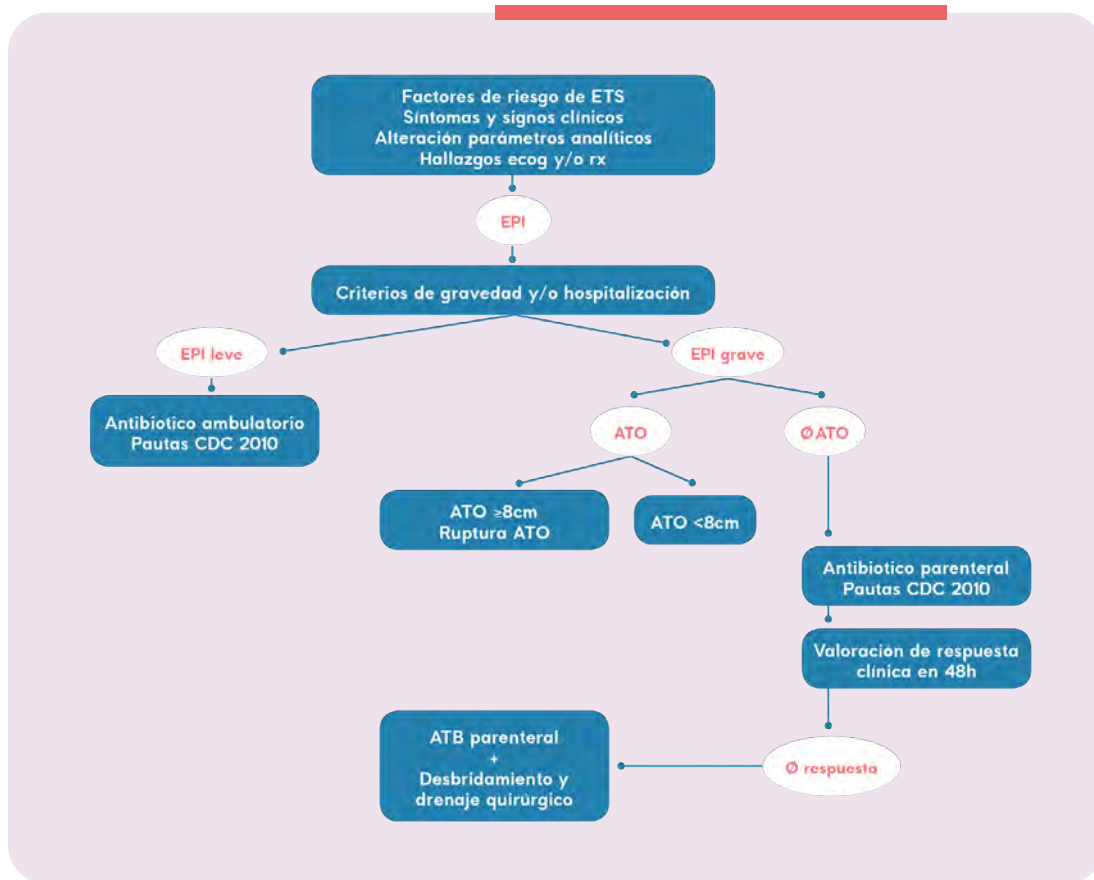 Factores de riesgo de ETS
Síntomas y signos clínicos
Alteración parámetros analíticos
Hallazgos ecog y/o rx
EPI
Criterios de gravedad y/o hospitalización
EPI leve
EPI grave
Antibiotico ambulatorio
Pautas CDC 2010
ATO
Ø ATO
ATO ≥8cm
Ruptura ATO
ATO <8cm
Antibiotico parenteral
Pautas CDC 2010
Valoración de respuesta
clínica en 48h
ATB parenteral
+
Desbridamiento y
drenaje quirúrgico
Ø respuesta